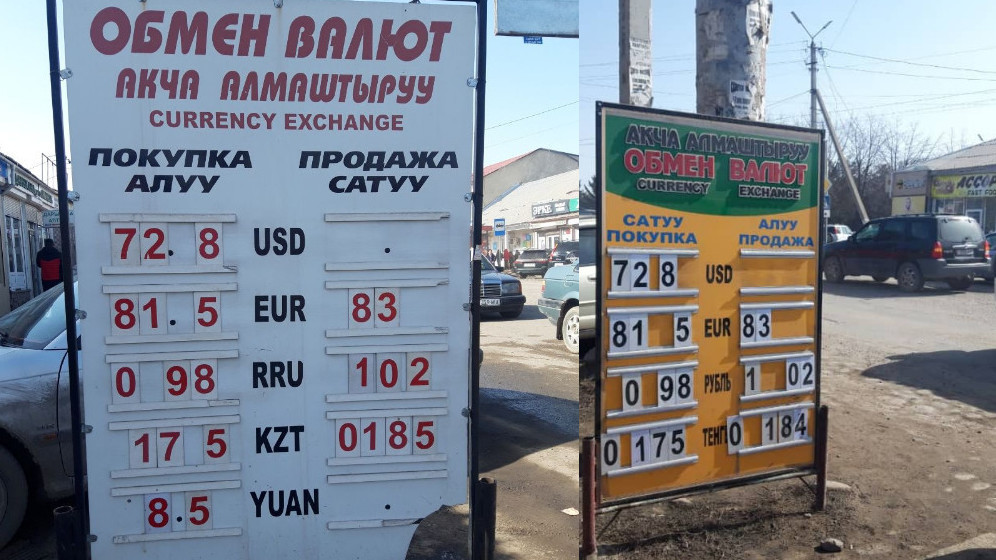 ОБМЕН ВАЛЮТ
АКЧА АЛМАШТЫРУУ
CURRENCY EXCHANGE
ПОКУПКА ПРОДАЖА
АЛУУ САТУУ
72.8 USD .
81.5 EUR 83
0 98 RRU 102
17 5 KZT 0185
8.5 YUAN
АКЧА АЛМАШТЫРУУ
ОБМЕН ВАЛЮТ
CURRENCY EXCHANGE
САТУУ АЛУУ
ПОКУПКА ПРОДАЖА
72 8 USD
81 5 EUR 83
0 98 РУБЛЬ 1 02
0 175 ТЕНГЕ 0 184
FAST FOOD